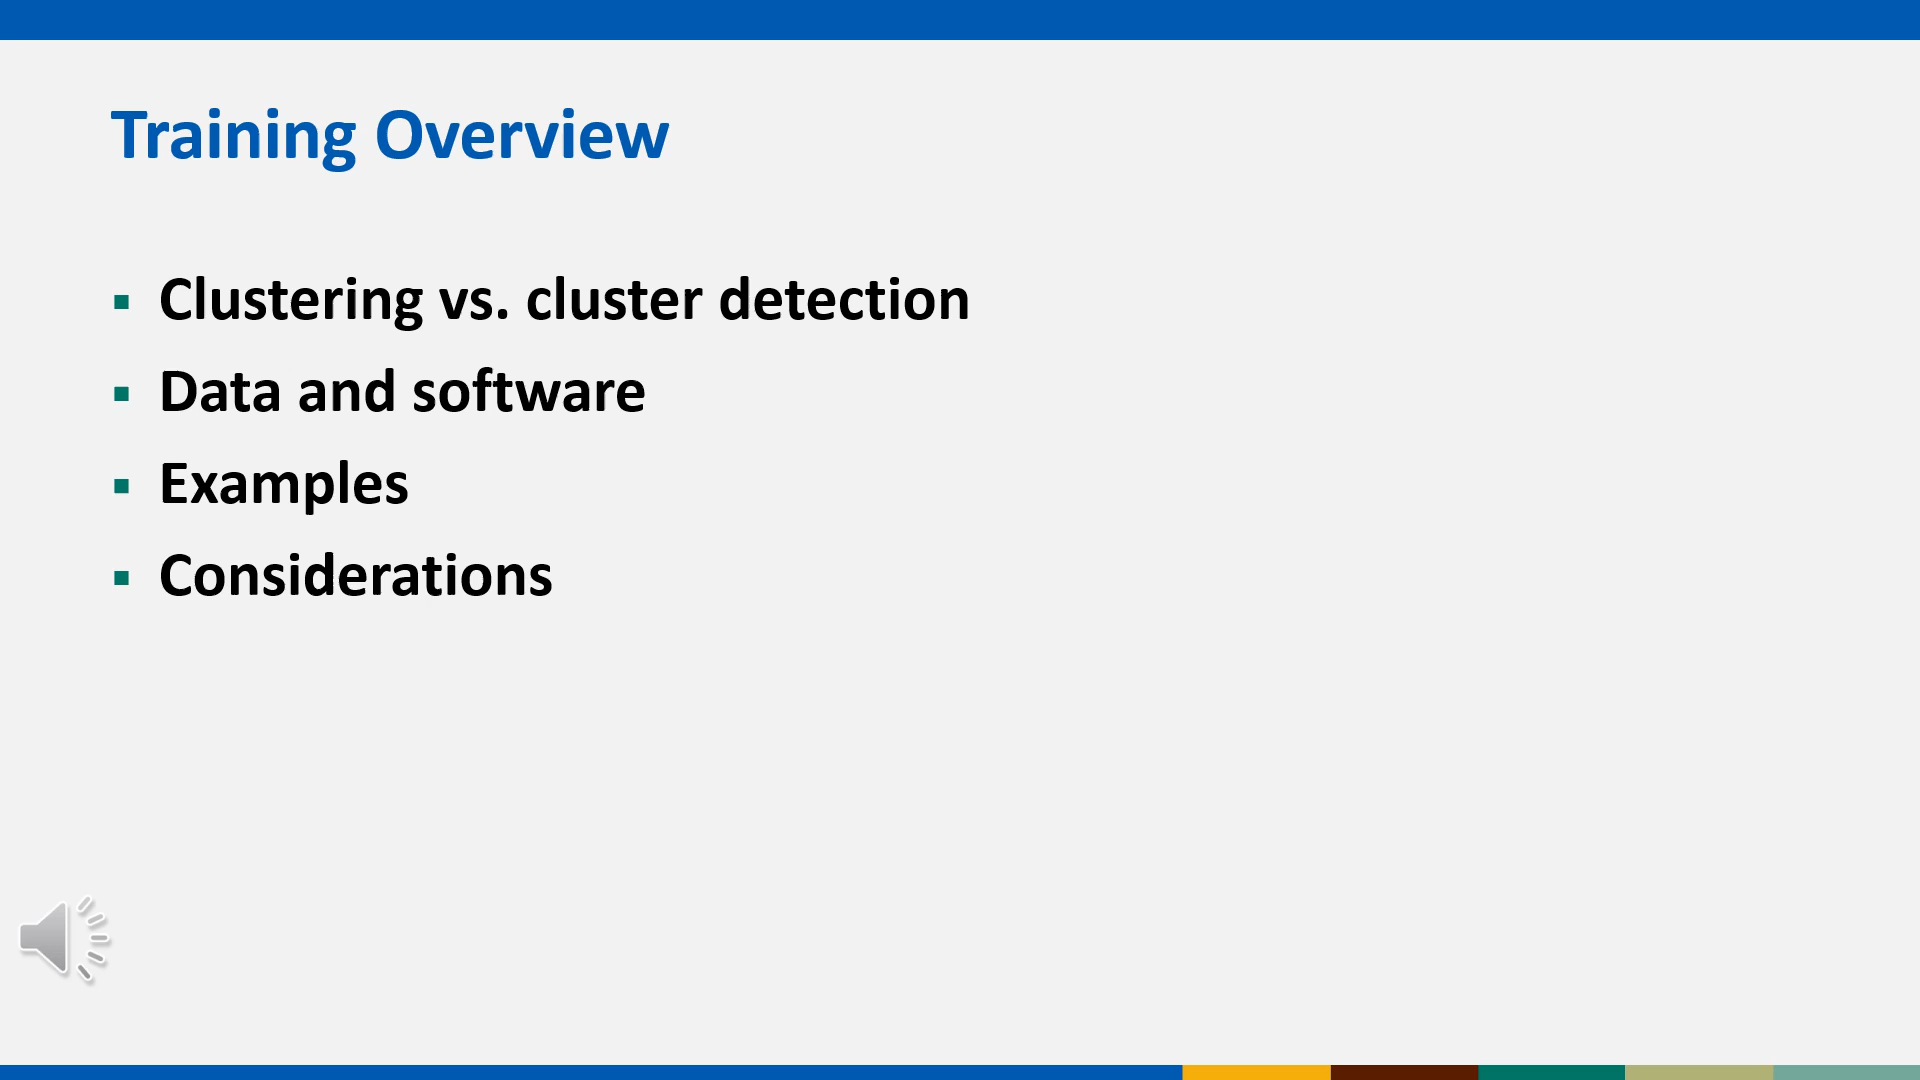 Training Overview
▪ Clustering vs. cluster detection
▪ Data and software
▪ Examples
▪ Considerations